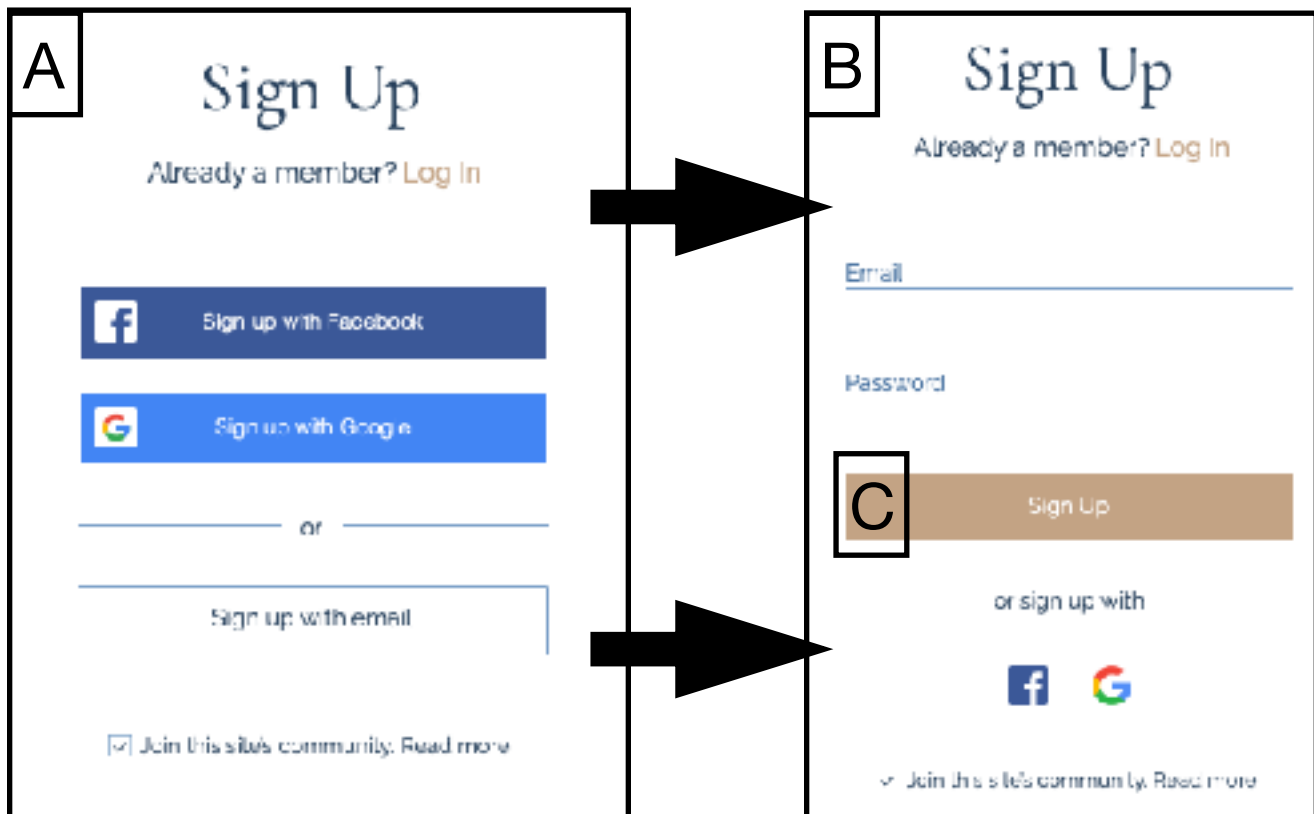 A
Sign Up
Already a member? Log In
Sign up with Facebook
Sign up with Google
or
Sign up with email
Join this site's community. Read more
B
Sign Up
Already a member? Log In
Email
Password
C
Sign Up
or sign up with
Join this site's community. Read more